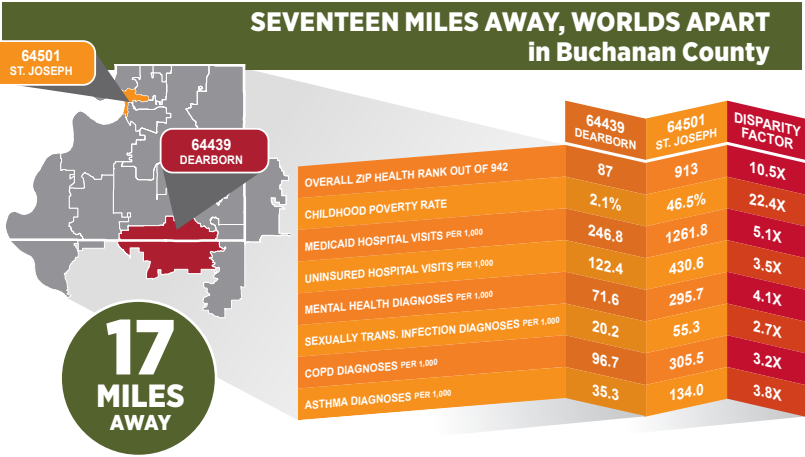 SEVENTEEN MILES AWAY, WORLDS APART
in Buchanan County
64501
ST. JOSEPH
64439
DEARBORN
17
MILES
AWAY
64439
DEARBORN
64501
ST. JOSEPH
DISPARITY
FACTOR
OVERALL ZIP HEALTH RANK OUT OF 942 87 913 10.5X
CHILDHOOD POVERTY RATE 2.1% 46.5% 22.4X
MEDICAID HOSPITAL VISITS PER 1,000 246.8 1261.8 5.1X
UNINSURED HOSPITAL VISITS PER 1,000 122.4 430.6 3.5X
MENTAL HEALTH DIAGNOSES PER 1,000 71.6 295.7 4.1X
SEXUALLY TRANS. INFECTION DIAGNOSES PER 1,000 20.2 55.3 2.7X
COPD DIAGNOSES PER 1,000 96.7 305.5 3.2X
ASTHMA DIAGNOSES PER 1,000 35.3 134.0 3.8X